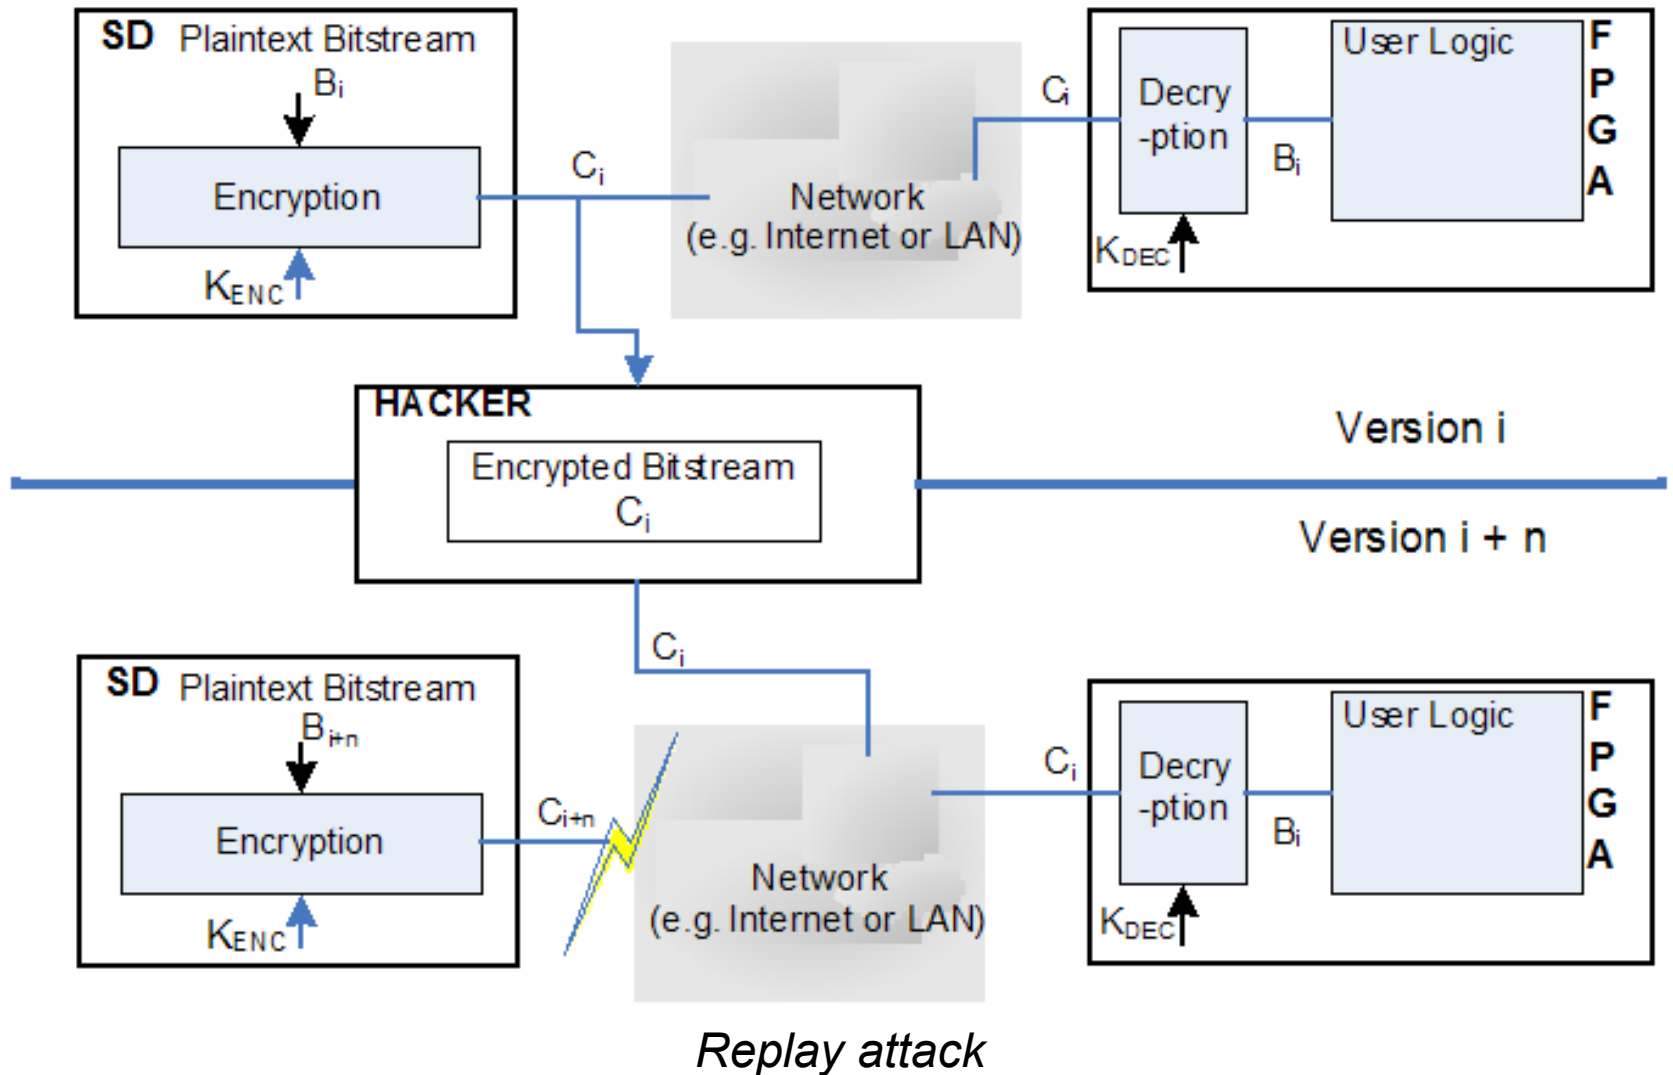 SD Plaintext Bitstream
Bi
Encryption
KENC
Ci
Network
(e.g. Internet or LAN)
Ci
Decry
-ption
KDEC
Bi
User Logic
F
P
G
A
HACKER
Encrypted Bitstream
Ci
Version i
Version i + n
Ci
SD Plaintext Bitstream
Bi+n
Encryption
KENC
Ci+n
Network
(e.g. Internet or LAN)
Ci
Decry
-ption
KDEC
Bi
User Logic
F
P
G
A
Replay attack